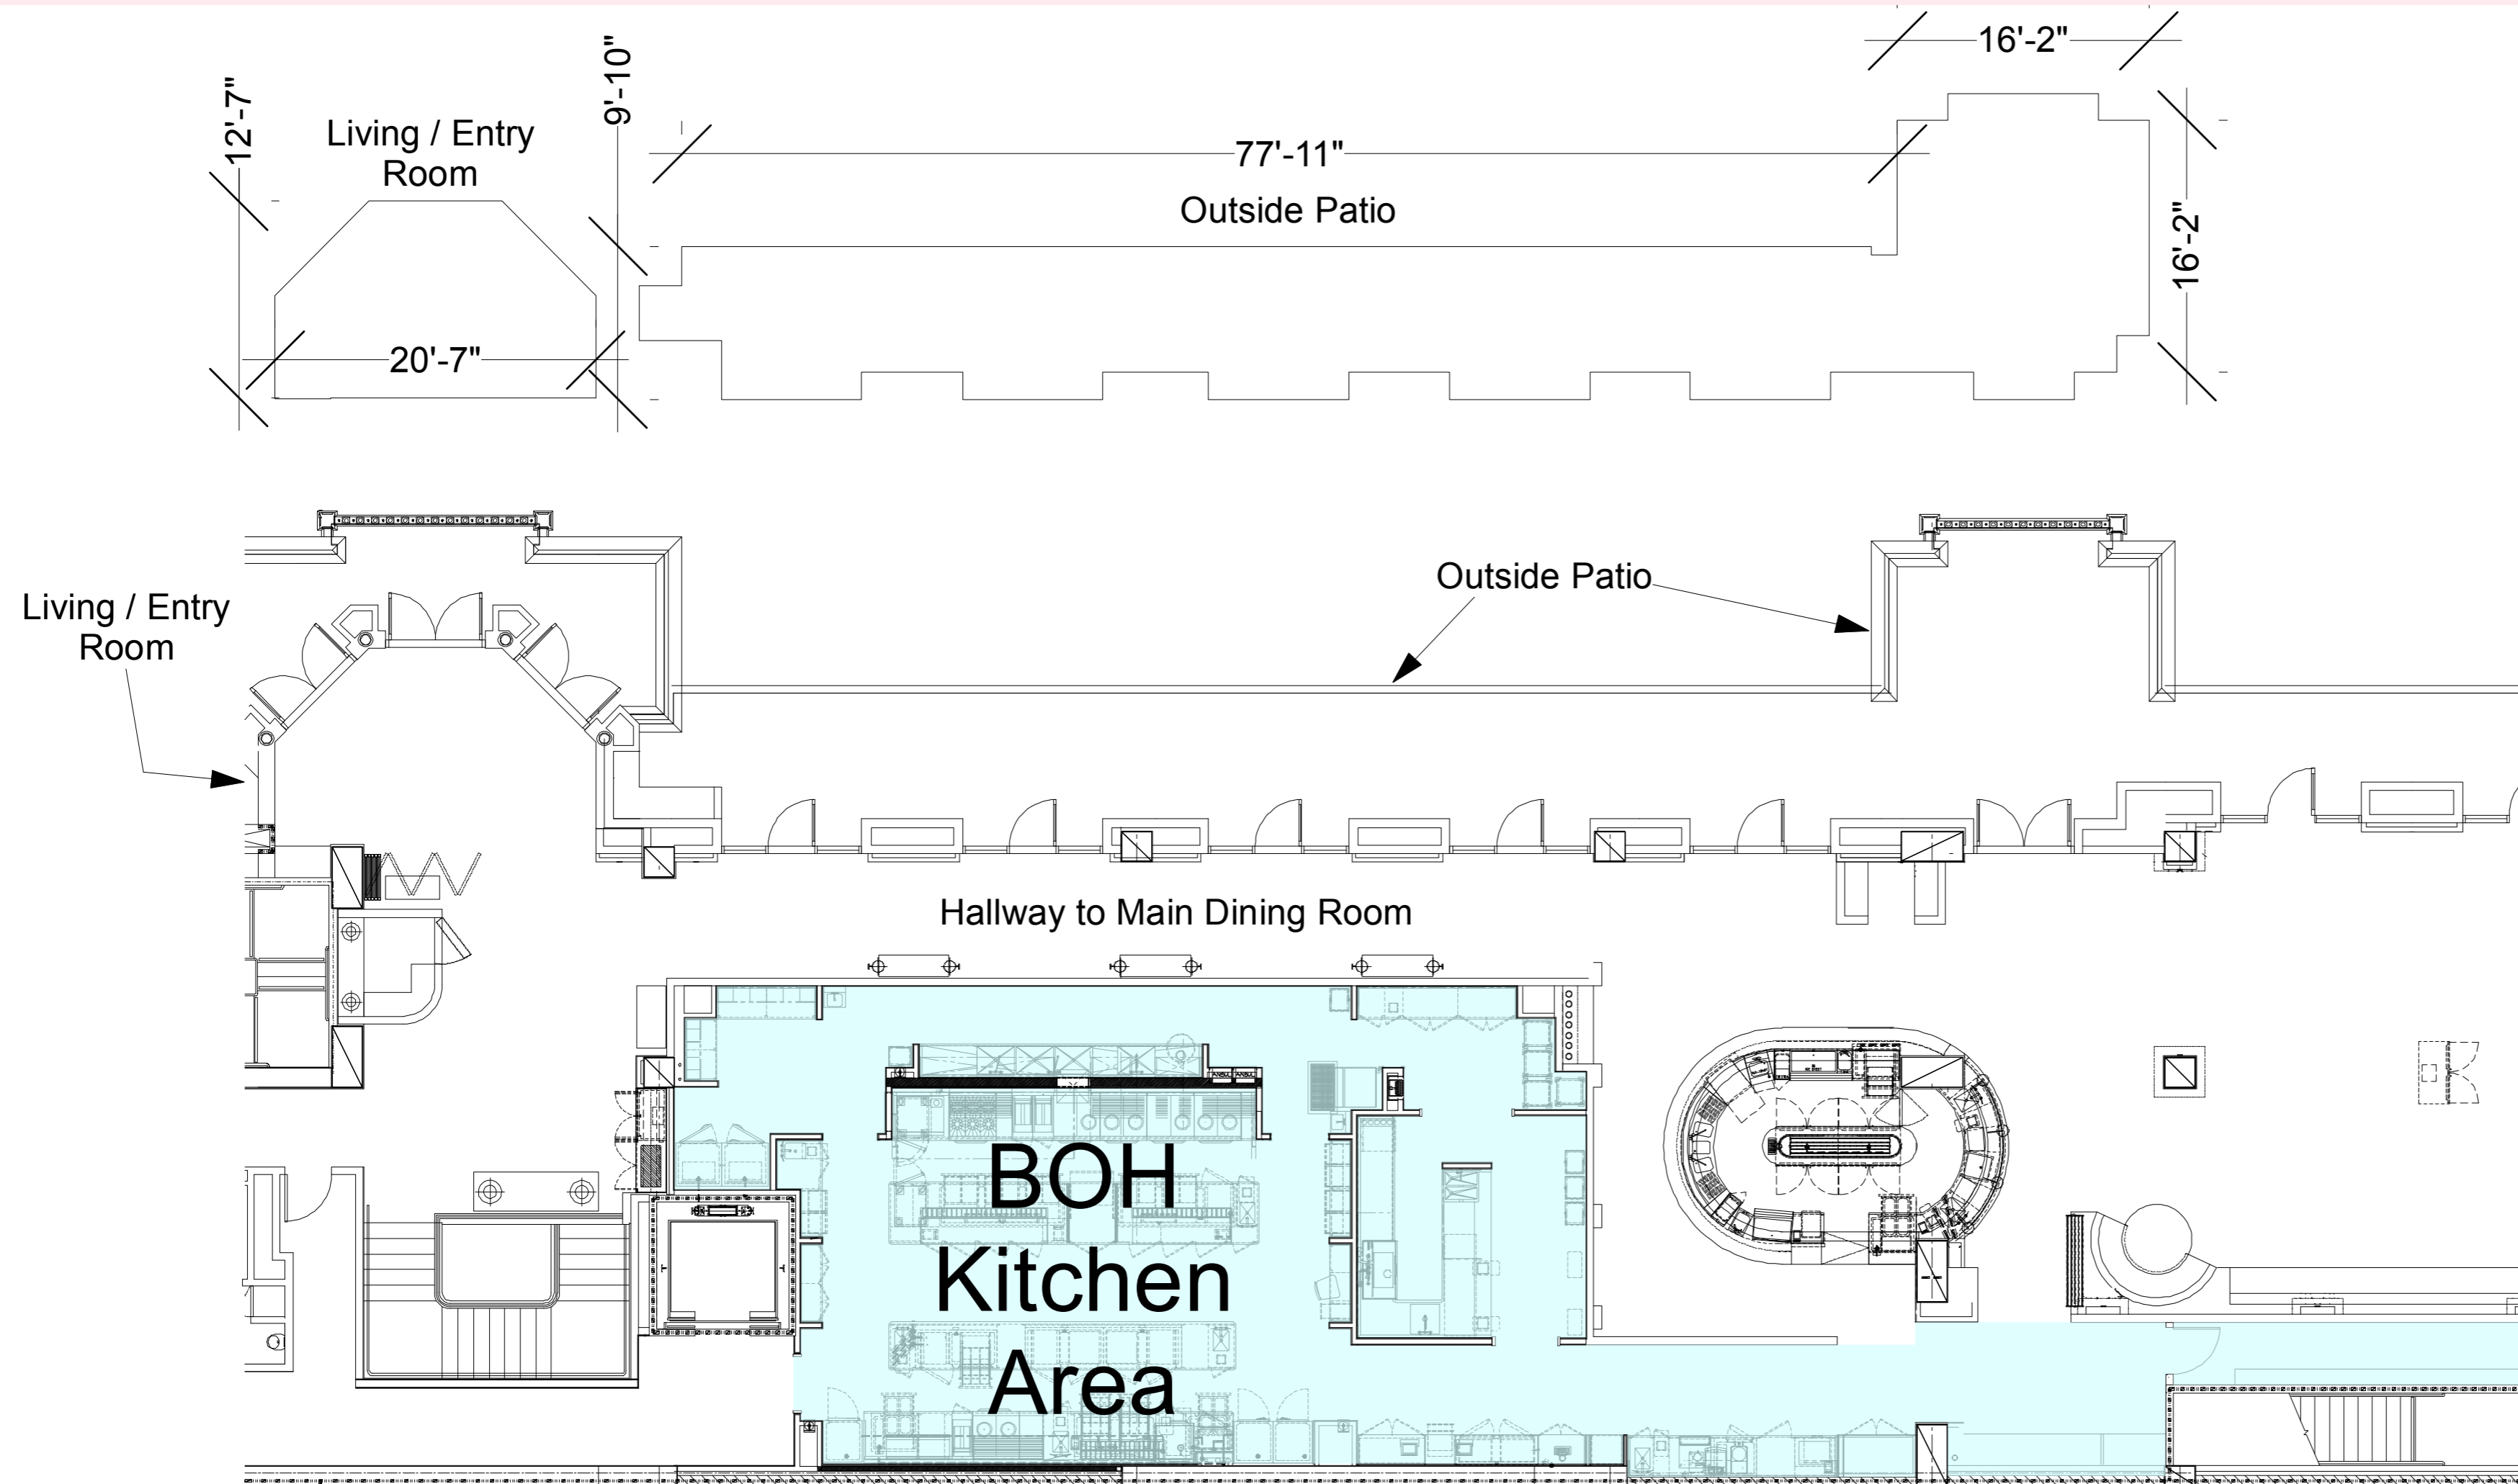 16'-2"
12'-7"
9'-10"
Living / Entry
Room
77'-11"
Outside Patio
16'-2"
20'-7"
Outside Patio
Living / Entry
Room
Hallway to Main Dining Room
BOH
Kitchen
Area